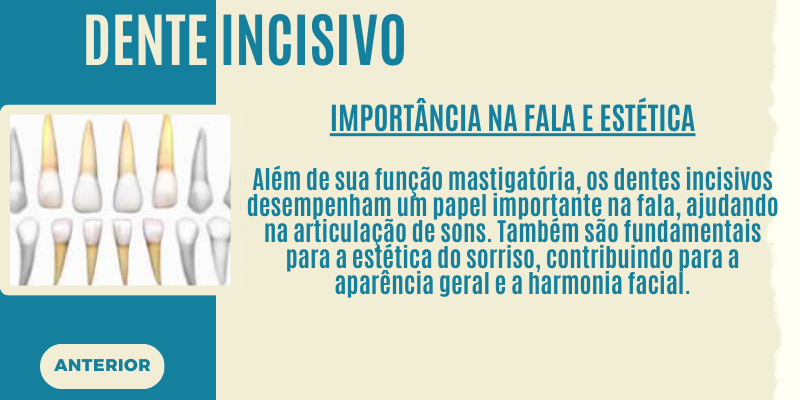 DENTE INCISIVO
IMPORTÂNCIA NA FALA E ESTÉTICA
Além de sua função mastigatória, os dentes incisivos
desempenham um papel importante na fala, ajudando
na articulação de sons. Também são fundamentais
para a estética do sorriso, contribuindo para a
aparência geral e a harmonia facial.
ANTERIOR